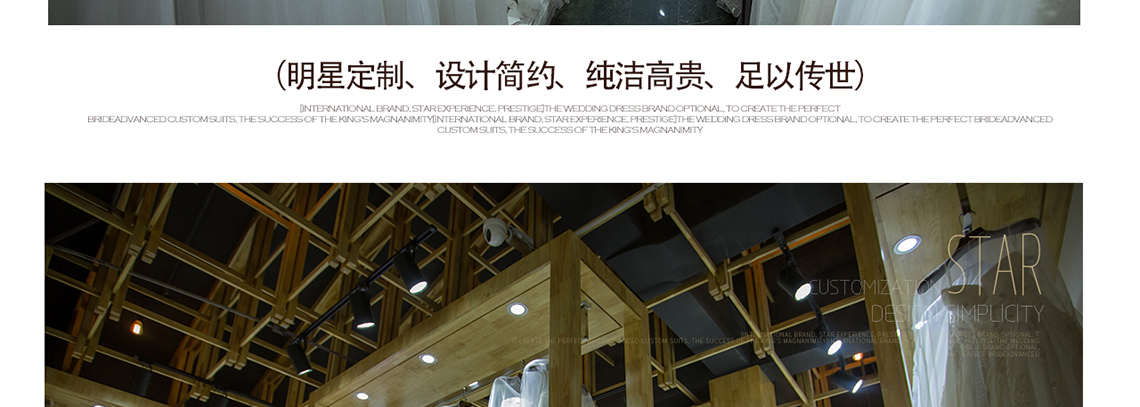 （明星定制、设计简约、纯洁高贵、足以传世）
[INTERNATIONAL BRAND, STAR EXPERIENCE, PRESTIGE]THE WEDDING DRESS BRAND OPTIONAL, TO CREATE THE PERFECT
BRIDEADVANCED CUSTOM SUITS, THE SUCCESS OF THE KING'S MAGNANIMITY[INTERNATIONAL BRAND, STAR EXPERIENCE, PRESTIGE]THE WEDDING DRESS BRAND OPTIONAL, TO CREATE THE PERFECT BRIDEADVANCED
CUSTOM SUITS, THE SUCCESS OF THE KING'S MAGNANIMITY
CUSTOMIZATION STAR
DESIGN SIMPLICITY